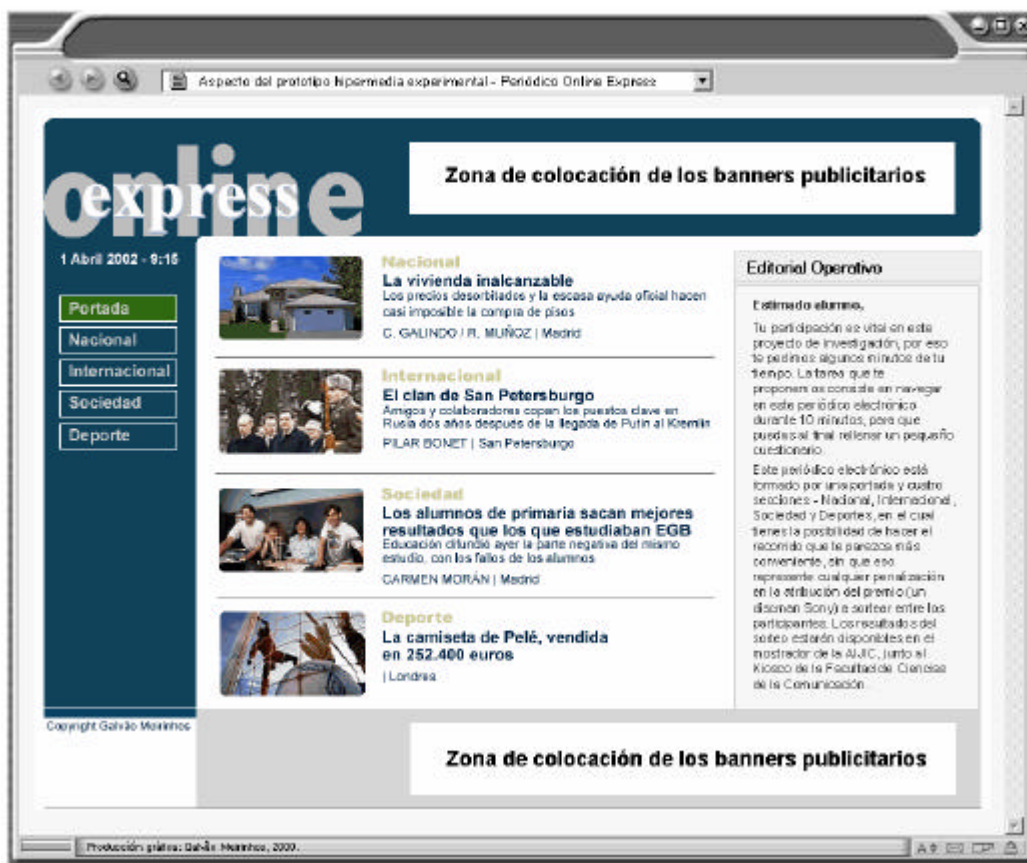 Aspecto del prototipo hipermedia experimental - Periódico Online Express
online
express
Zona de colocación de los banners publicitarios
1 Abril 2002 - 9:15
Portada
Nacional
Internacional
Sociedad
Deporte
Nacional
La vivienda inalcanzable
Los precios desorbitados y la escasa ayuda oficial hacen
casi imposible la compra de pisos
C. GALINDO / R. MUÑOZ | Madrid
Internacional
El clan de San Petersburgo
Amigos y colaboradores copan los puestos clave en
Rusia dos años después de la llegada de Putin al Kremlin
PILAR BONET | San Petersburgo
Sociedad
Los alumnos de primaria sacan mejores
resultados que los que estudiaban EGB
Educación difundió ayer la parte negativa del mismo
estudio, con los fallos de los alumnos
CARMEN MORÁN | Madrid
Deporte
La camiseta de Pelé, vendida
en 252.400 euros
| Londres
Editorial Operativo
Estimado alumno,
Tu participación es vital en este
proyecto de investigación, por eso
te pedimos algunos minutos de tu
tiempo. La tarea que te
proponemos consiste en navegar
en este periódico electrónico
durante 10 minutos, para que
puedas al final rellenar un pequeño
cuestionario.
Este periódico electrónico está
formado por una portada y cuatro
secciones - Nacional, Internacional,
Sociedad y Deportes, en el cual
tienes la posibilidad de hacer el
recorrido que te parezca más
conveniente, sin que eso
represente cualquier penalización
en la atribución del premio (un
discman Sony) a sortear entre los
participantes. Los resultados del
sorteo estarán disponibles en el
mostrador de la AIJIC, junto al
Kiosco de la Facultad de Ciencias
de la Comunicación.
Copyright Galvão Meirinhos
Zona de colocación de los banners publicitarios
Producción gráfica: Galvão Meirinhos, 2000.